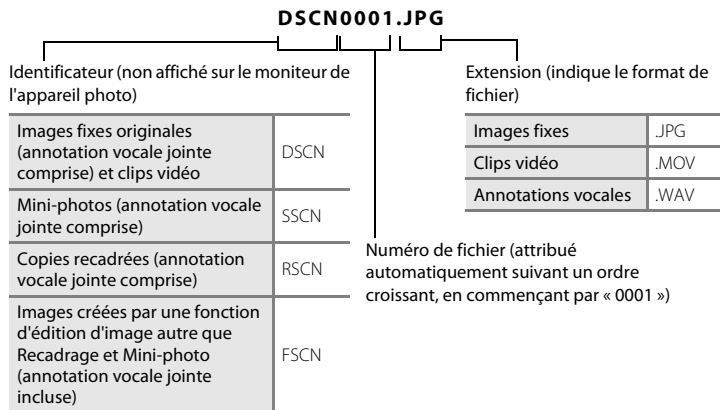 DSCN0001.JPG
Identificateur (non affiché sur le moniteur de
l'appareil photo)
Images fixes originales
(annotation vocale jointe
comprise) et clips vidéo
DSCN
Mini-photos (annotation vocale
jointe comprise)
SSCN
Copies recadrées (annotation
vocale jointe comprise)
RSCN
Images créées par une fonction
d'édition d'image autre que
Recadrage et Mini-photo
(annotation vocale jointe
incluse)
FSCN
Extension (indique le format de
fichier)
Images fixes .JPG
Clips vidéo .MOV
Annotations vocales .WAV
Numéro de fichier (attribué
automatiquement suivant un ordre
croissant, en commençant par « 0001 »)